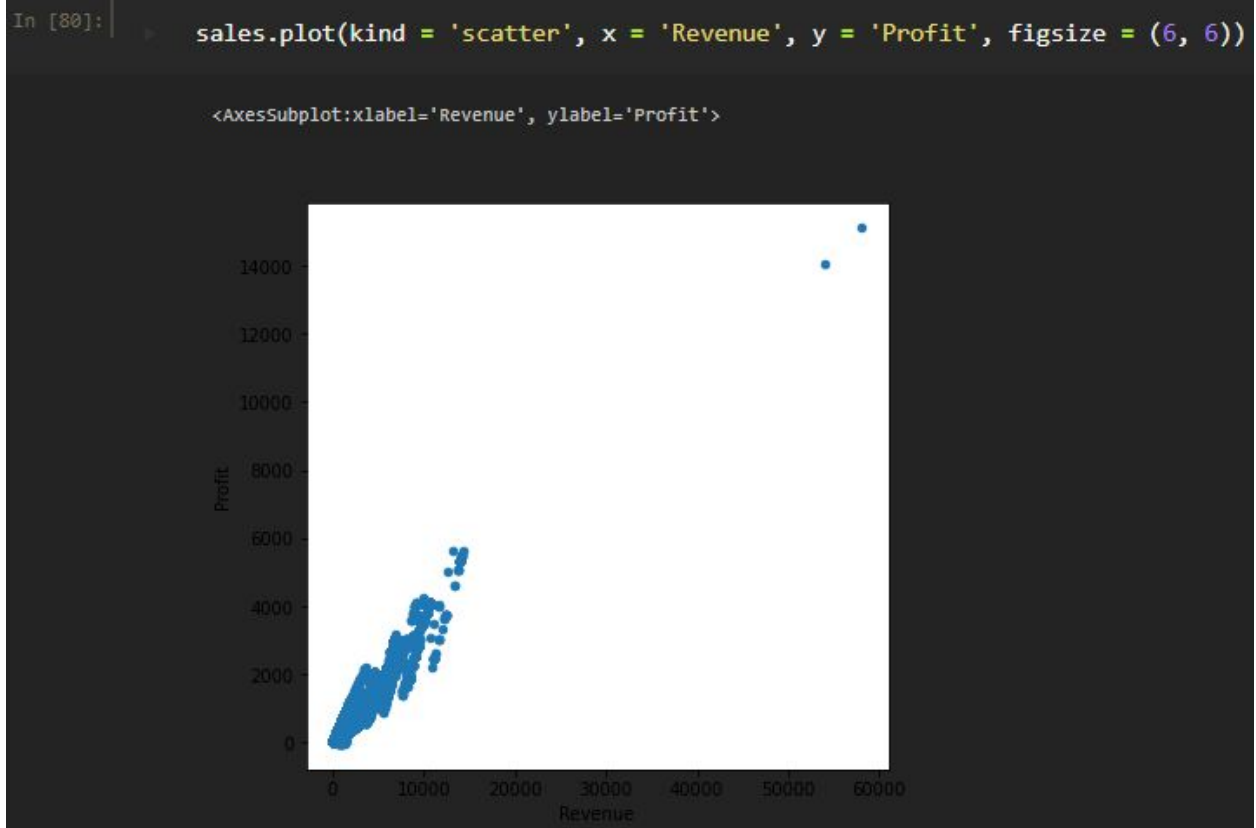 In [80]:
sales.plot(kind = 'scatter', x = 'Revenue', y = 'Profit', figsize = (6, 6))
<AxesSubplot:xlabel='Revenue', ylabel='Profit'>
14000
12000
10000
8000
6000
4000
2000
0
Profit
0 10000 20000 30000 40000 50000 60000
Revenue